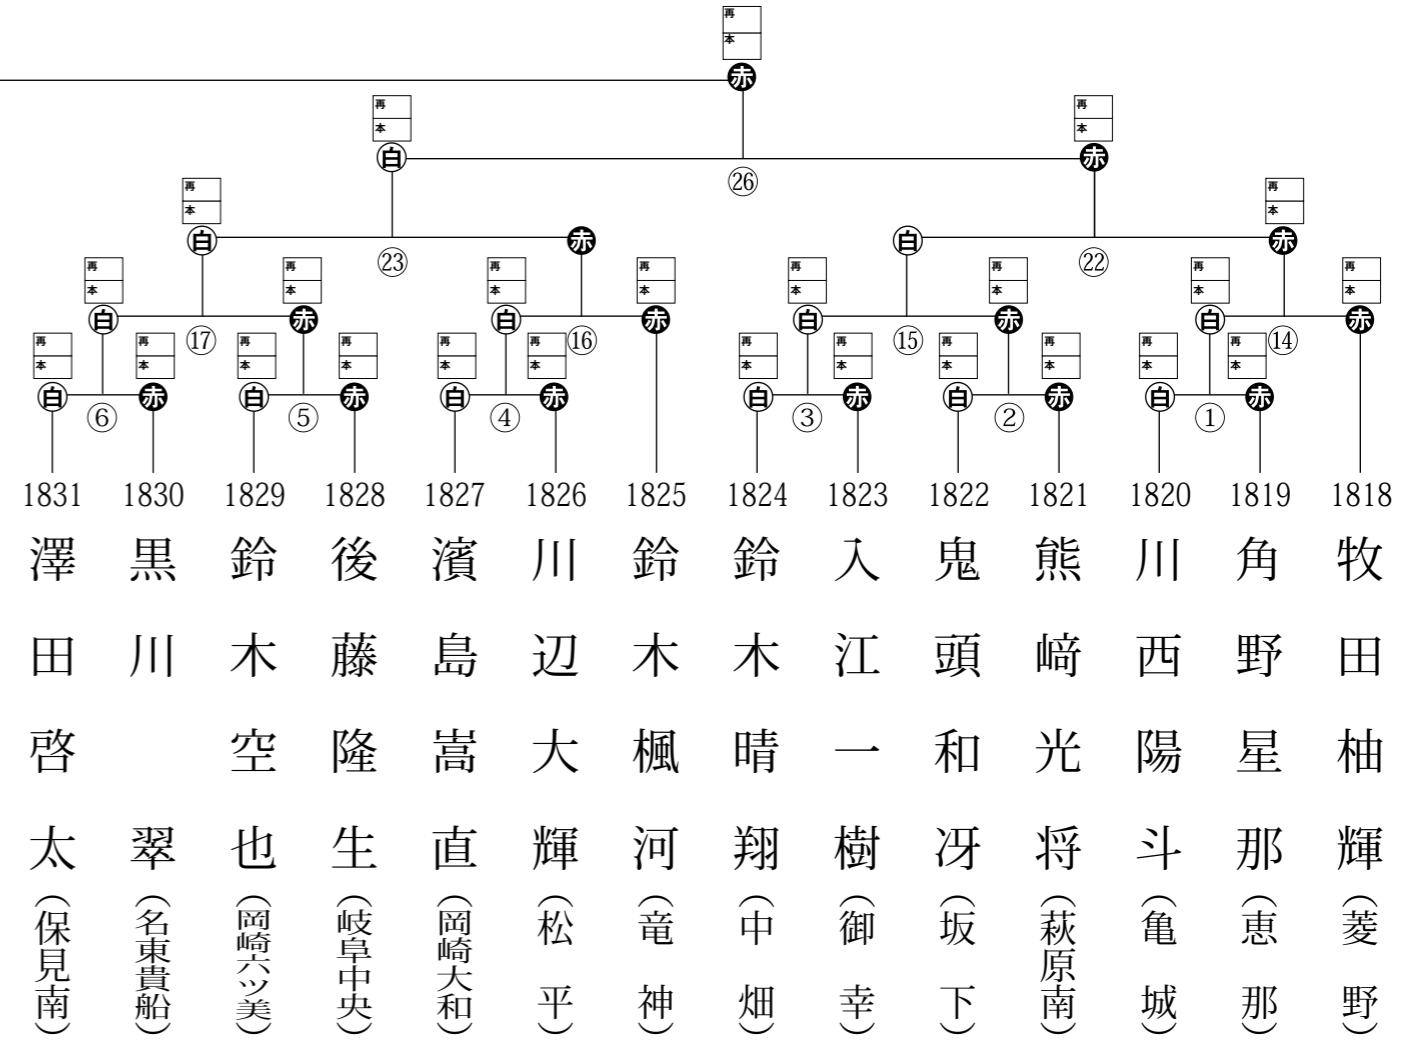 再
本
赤
再
本
再
本
白
赤
㉖
再
本
再
本
白
赤
白
赤
㉓
㉒
再
本
再
本
再
本
再
本
再
本
再
本
再
本
再
本
白
赤
白
赤
白
赤
白
赤
⑰
⑯
⑮
⑭
再
本
再
本
再
本
再
本
再
本
再
本
再
本
再
本
再
本
再
本
再
本
再
本
白
赤
白
赤
白
赤
白
赤
白
赤
白
赤
⑥
⑤
④
③
②
①
1831 1830 1829 1828 1827 1826 1825 1824 1823 1822 1821 1820 1819 1818
牧田柚輝(菱野)
角野星那(恵那)
川西陽斗(亀城)
熊﨑光将(萩原南)
鬼頭和冴(坂下)
入江一樹(御幸)
鈴木晴翔(中畑)
鈴木楓河(竜神)
川辺大輝(松平)
濱島嵩直(岡崎大和)
後藤隆生(岐阜中央)
鈴木空也(岡崎六ツ美)
黒川 翠(名東貴船)
澤田啓太(保見南)